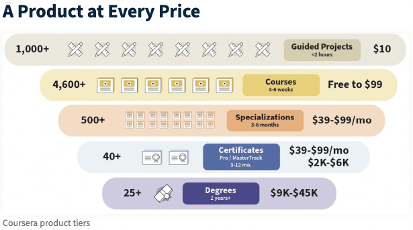 A Product at Every Price
1,000+ Guided Projects $10
<2 hours
4,600+ Courses Free to $99
4-6 weeks
500+ Specializations $39-$99/mo
3-6 months
40+ Certificates $39-$99/mo
Pro / MasterTrack $2K-$6K
3-12 mo.
25+ Degrees $9K-$45K
2 years+
Coursera product tiers